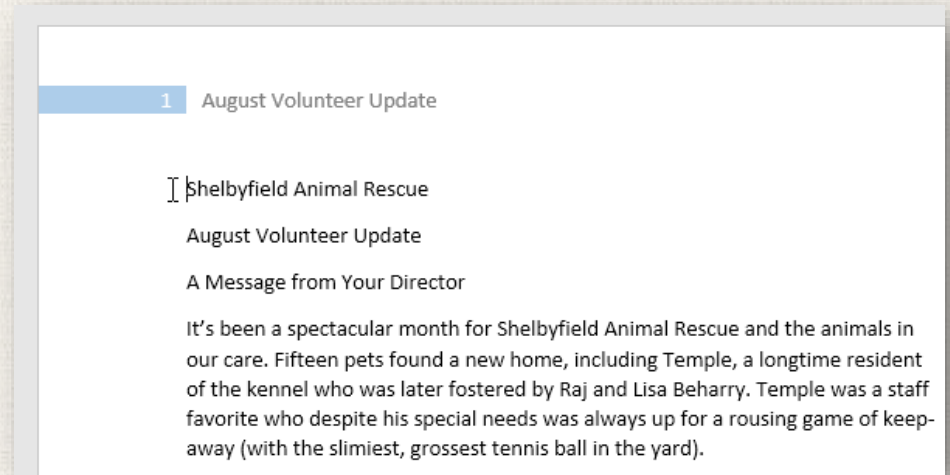 1 August Volunteer Update
Shelbyfield Animal Rescue
August Volunteer Update
A Message from Your Director
It’s been a spectacular month for Shelbyfield Animal Rescue and the animals in
our care. Fifteen pets found a new home, including Temple, a longtime resident
of the kennel who was later fostered by Raj and Lisa Beharry. Temple was a staff
favorite who despite his special needs was always up for a rousing game of keep-
away (with the slimiest, grossest tennis ball in the yard).